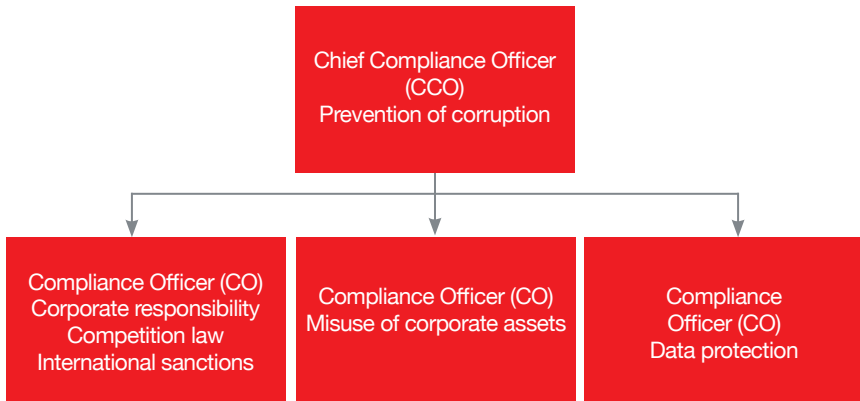 Chief Compliance Officer
(CCO)
Prevention of corruption
Compliance Officer (CO)
Corporate responsibility
Competition law
International sanctions
Compliance Officer (CO)
Misuse of corporate assets
Compliance
Officer (CO)
Data protection